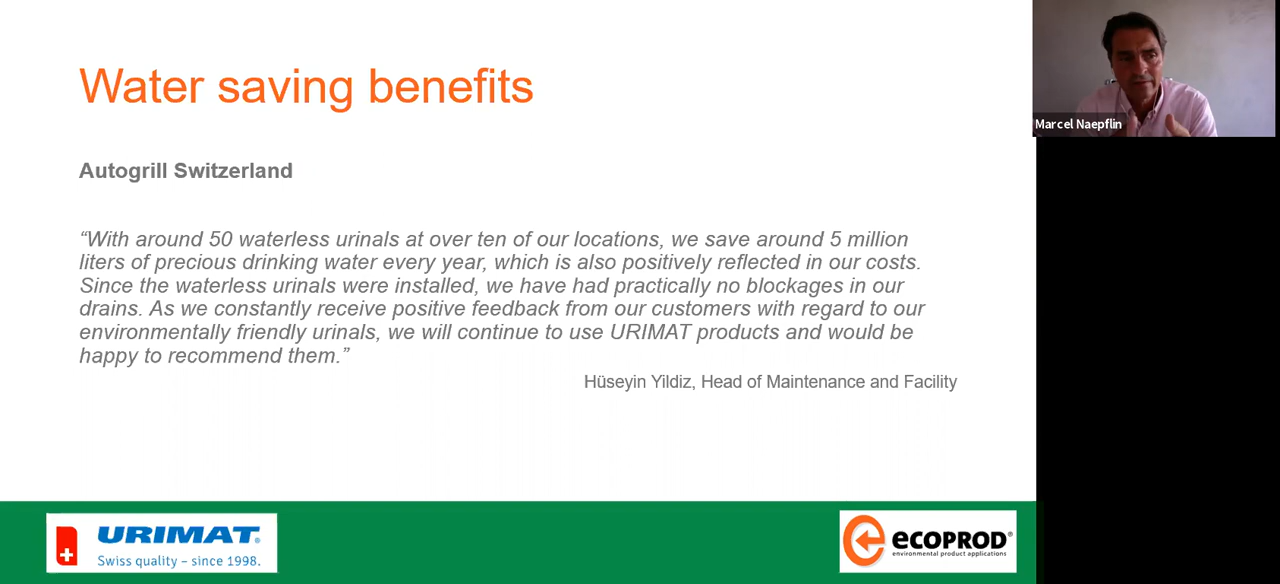 Water saving benefits
Marcel Naepflin
Autogrill Switzerland
“With around 50 waterless urinals at over ten of our locations, we save around 5 million
liters of precious drinking water every year, which is also positively reflected in our costs.
Since the waterless urinals were installed, we have had practically no blockages in our
drains. As we constantly receive positive feedback from our customers with regard to our
environmentally friendly urinals, we will continue to use URIMAT products and would be
happy to recommend them.”
Hüseyin Yildiz, Head of Maintenance and Facility
URIMAT®
Swiss quality – since 1998.
ECOPROD®
environmental product applications